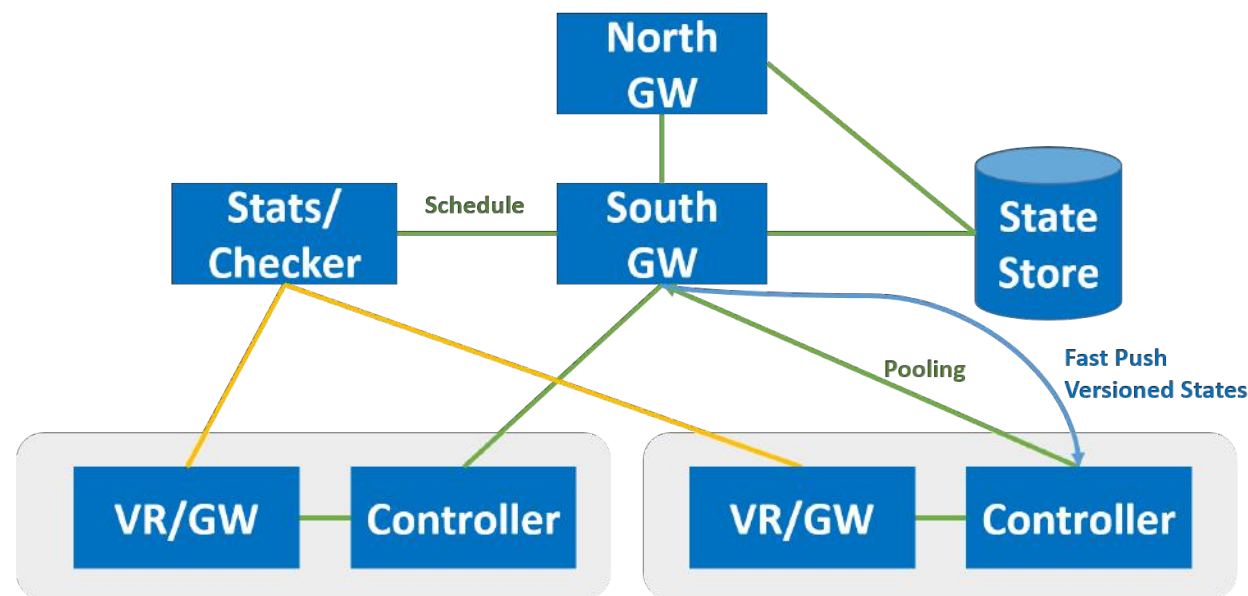 North
GW
Stats/
Checker
Schedule
South
GW
State
Store
Pooling
Fast Push
Versioned States
VR/GW
Controller
VR/GW
Controller